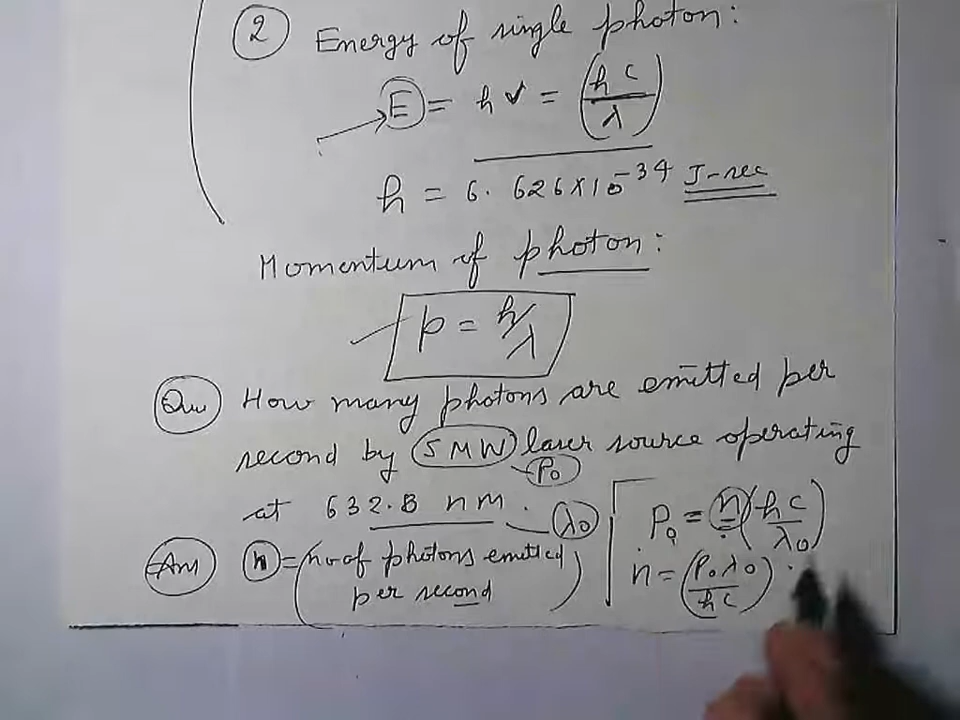 2 Energy of single photon:
E = hν = (hc/λ)
h = 6.626×10^-34 J-sec
Momentum of photon:
p = h/λ
Qu How many photons are emitted per
second by 5 MW laser source operating
P0
at 632.8 nm. λ0
Ans n = (no of photons emitted
per second)
P0 = n(hc/λ0)
n = (P0λ0/hc).